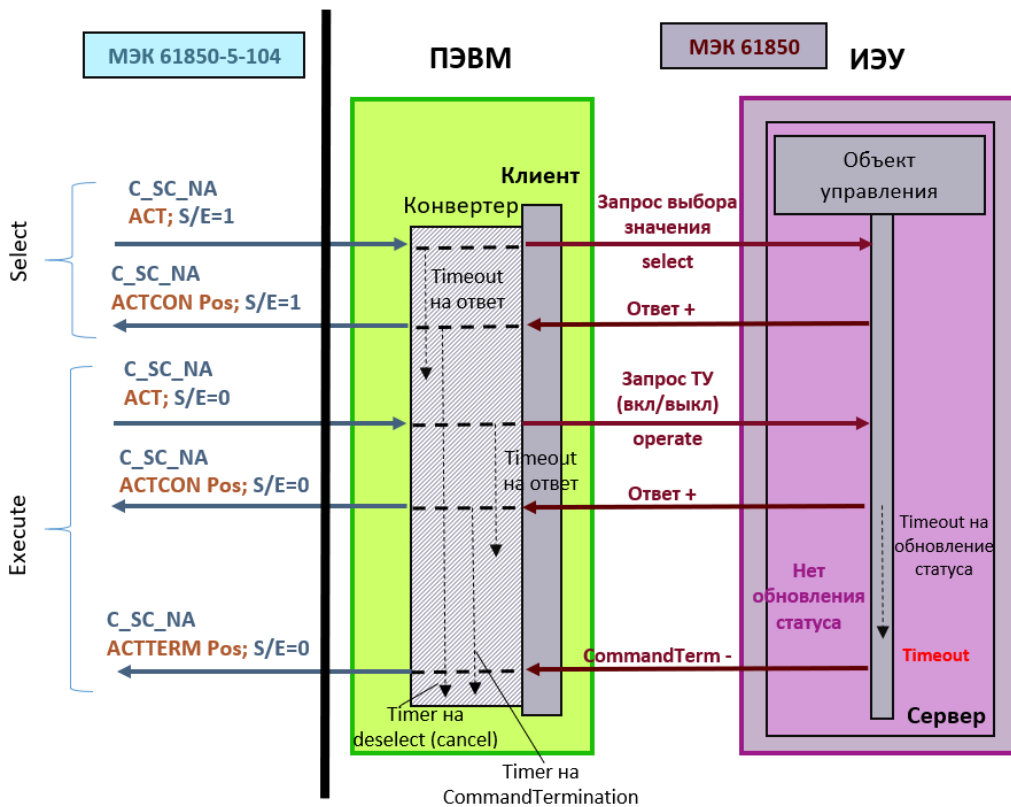 МЭК 61850-5-104
ПЭВМ
МЭК 61850
ИЭУ
Объект
управления
Клиент
Конвертер
Select
C_SC_NA
ACT; S/E=1
Запрос выбора
значения
select
Timeout
на ответ
C_SC_NA
ACTCON Pos; S/E=1
Ответ +
Execute
C_SC_NA
ACT; S/E=0
Запрос ТУ
(вкл/выкл)
operate
Timeout
на ответ
C_SC_NA
ACTCON Pos; S/E=0
Ответ +
Timeout на
обновление
статуса
Нет
обновления
статуса
C_SC_NA
ACTTERM Pos; S/E=0
CommandTerm -
Timeout
Сервер
Timer на
deselect (cancel)
Timer на
CommandTermination